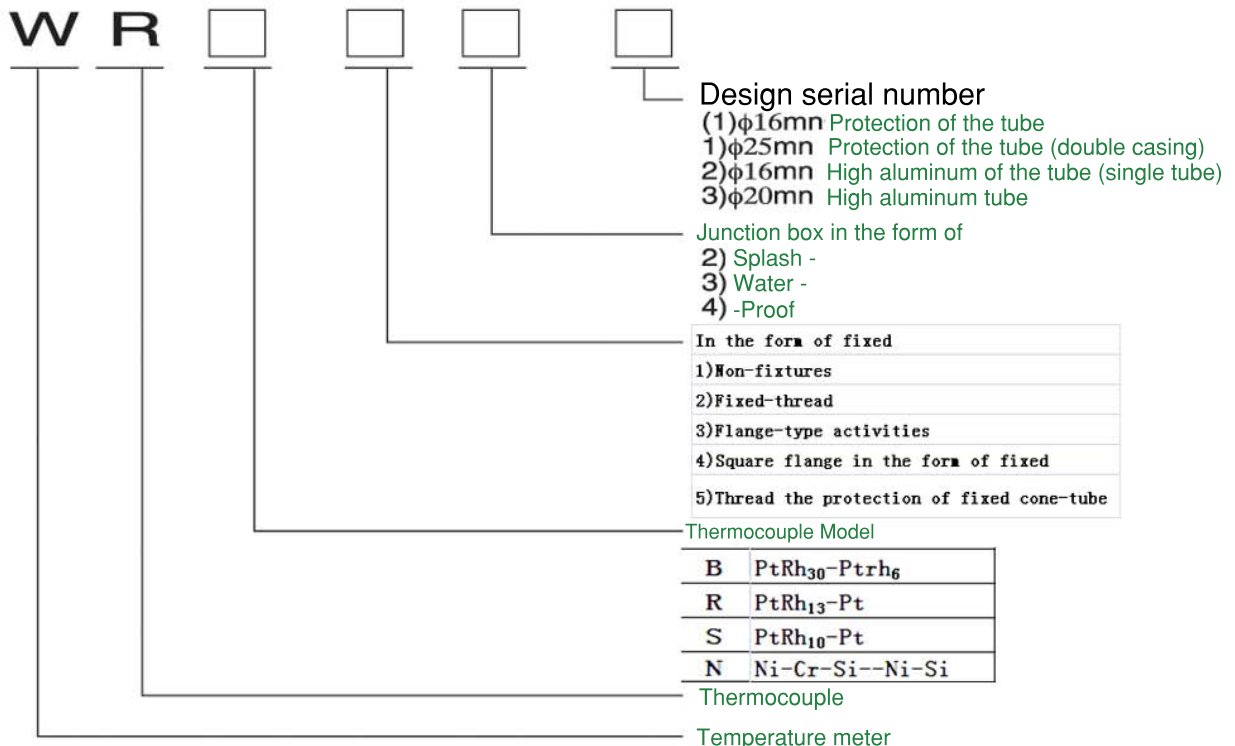 W R
Design serial number
(1)ϕ16mn Protection of the tube
1)ϕ25mn Protection of the tube (double casing)
2)ϕ16mn High aluminum of the tube (single tube)
3)ϕ20mn High aluminum tube
Junction box in the form of
2) Splash -
3) Water -
4) -Proof
In the form of fixed
1)Non-fixtures
2)Fixed-thread
3)Flange-type activities
4)Square flange in the form of fixed
5)Thread the protection of fixed cone-tube
Thermocouple Model
B PtRh₃₀-Ptrh₆
R PtRh₁₃-Pt
S PtRh₁₀-Pt
N Ni-Cr-Si--Ni-Si
Thermocouple
Temperature meter